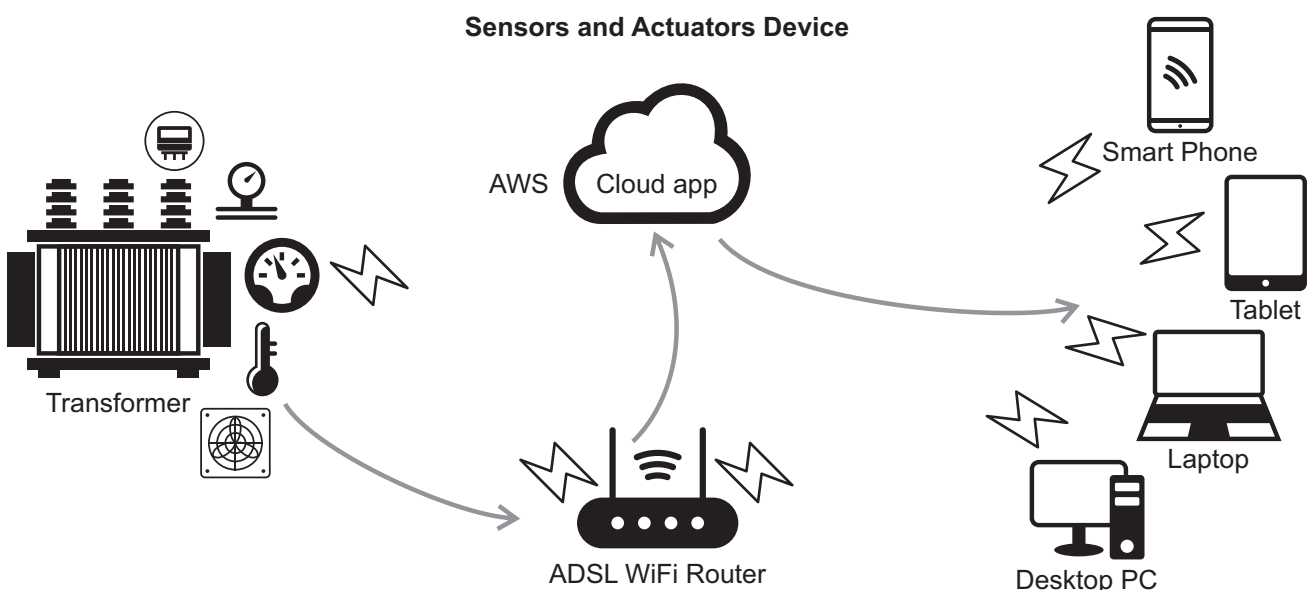 Sensors and Actuators Device
Smart Phone
AWS
Cloud app
Tablet
Transformer
Laptop
ADSL WiFi Router
Desktop PC